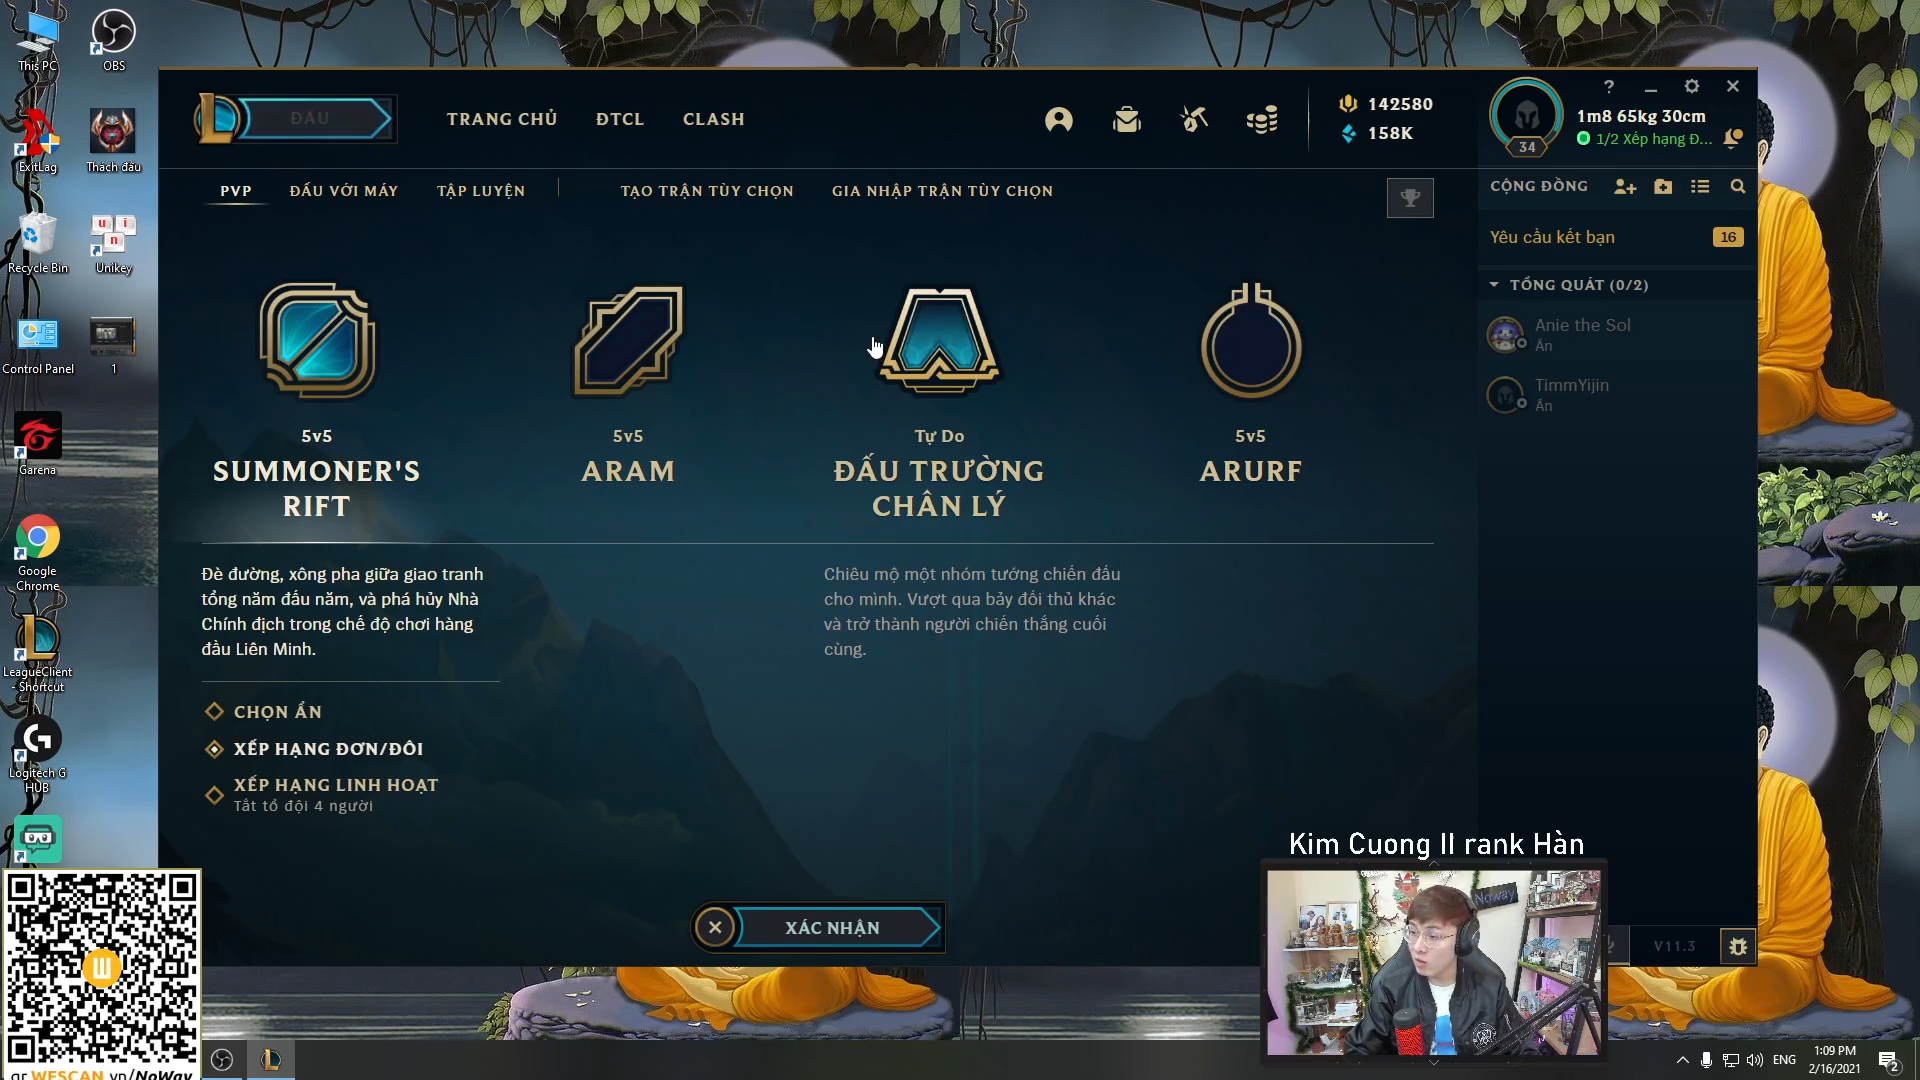 This PC
OBS
ExitLag
Thách đấu
Recycle Bin
u i n
Unikey
Control Panel
1
Garena
Google
Chrome
LeagueClient
- Shortcut
Logitech G
HUB
qr WESCAN.vn/NoWay
ĐẤU
TRANG CHỦ
ĐTCL
CLASH
142580
158K
34
?
1m8 65kg 30cm
1/2 Xếp hạng Đ...
PVP
ĐẤU VỚI MÁY
TẬP LUYỆN
TẠO TRẬN TÙY CHỌN
GIA NHẬP TRẬN TÙY CHỌN
CỘNG ĐỒNG
Yêu cầu kết bạn
16
TỔNG QUÁT (0/2)
Anie the Sol
Ẩn
TimmYijin
Ẩn
5v5
SUMMONER'S
RIFT
5v5
ARAM
Tự Do
ĐẤU TRƯỜNG
CHÂN LÝ
5v5
ARURF
Đè đường, xông pha giữa giao tranh
tổng năm đấu năm, và phá hủy Nhà
Chính địch trong chế độ chơi hàng
đầu Liên Minh.
Chiêu mộ một nhóm tướng chiến đấu
cho mình. Vượt qua bảy đối thủ khác
và trở thành người chiến thắng cuối
cùng.
CHỌN ẨN
XẾP HẠNG ĐƠN/ĐÔI
XẾP HẠNG LINH HOẠT
Tắt tổ đội 4 người
XÁC NHẬN
Kim Cuong II rank Hàn
Noway
V11.3
ENG
1:09 PM
2/16/2021
2